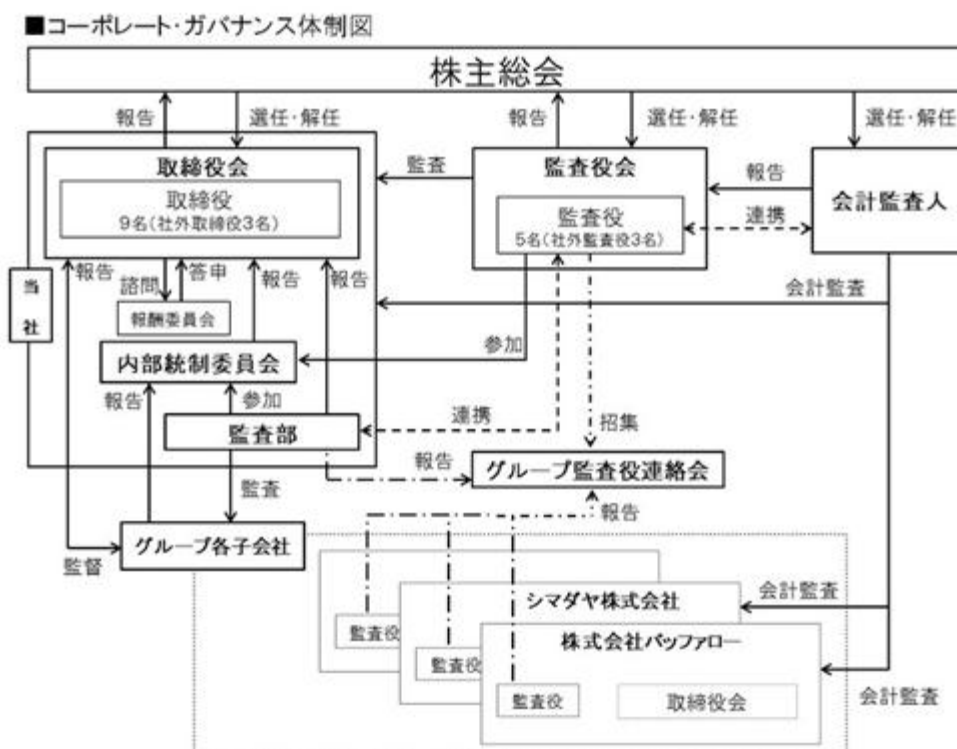 ■コーポレート・ガバナンス体制図
株主総会
報告
選任・解任
報告
選任・解任
選任・解任
取締役会
取締役
9名(社外取締役3名)
監査
監査役会
監査役
5名(社外監査役3名)
報告
連携
会計監査人
当社
報告
諮問
答申
報告
報告
会計監査
報酬委員会
内部統制委員会
参加
報告
参加
監査部
連携
招集
報告
グループ監査役連絡会
監査
報告
グループ各子会社
監督
監査役
シマダヤ株式会社
監査役
会計監査
株式会社バッファロー
監査役
取締役会
会計監査